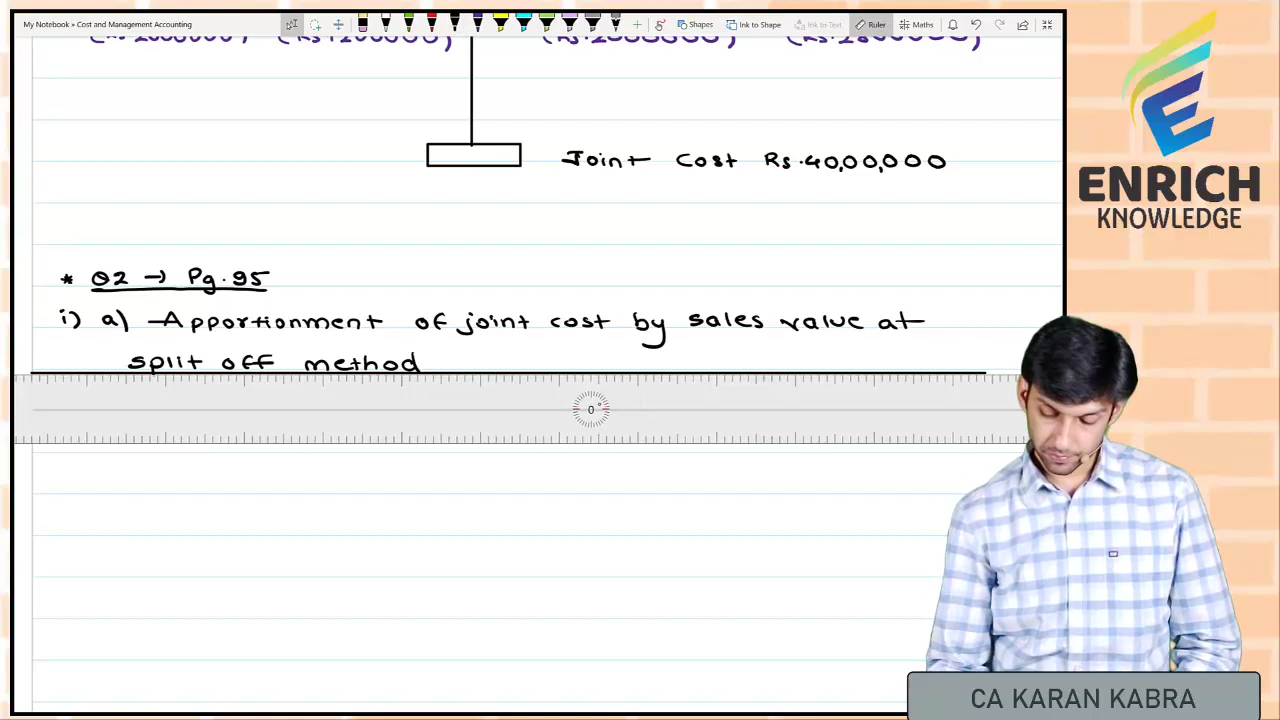 My Notebook » Cost and Management Accounting
Shapes
Ink to Shape
Ink to Text
Ruler
Maths
Joint Cost Rs.40,00,000
* Q2 → Pg.95
i) a) Apportionment of joint cost by sales value at
split off method
0°
ENRICH
KNOWLEDGE
CA KARAN KABRA